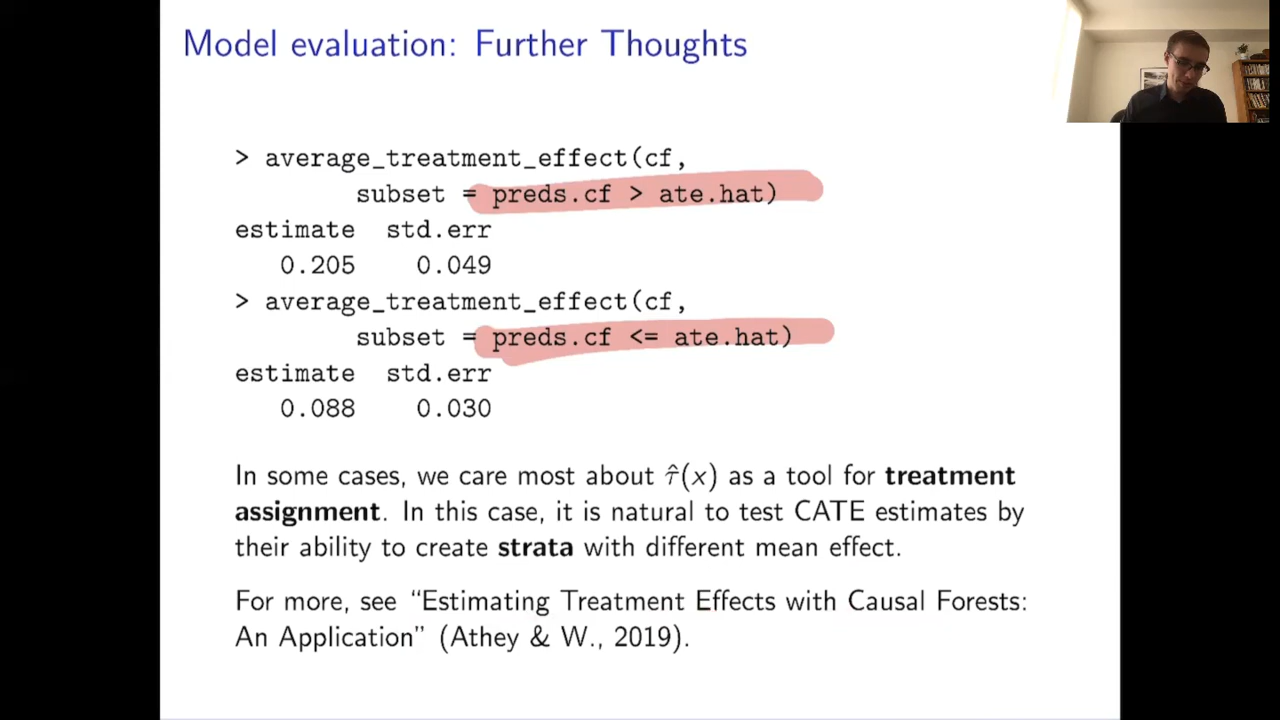 Model evaluation: Further Thoughts
> average_treatment_effect(cf,
subset = preds.cf > ate.hat)
estimate std.err
0.205 0.049
> average_treatment_effect(cf,
subset = preds.cf <= ate.hat)
estimate std.err
0.088 0.030
In some cases, we care most about τ̂(x) as a tool for treatment
assignment. In this case, it is natural to test CATE estimates by
their ability to create strata with different mean effect.
For more, see “Estimating Treatment Effects with Causal Forests:
An Application” (Athey & W., 2019).